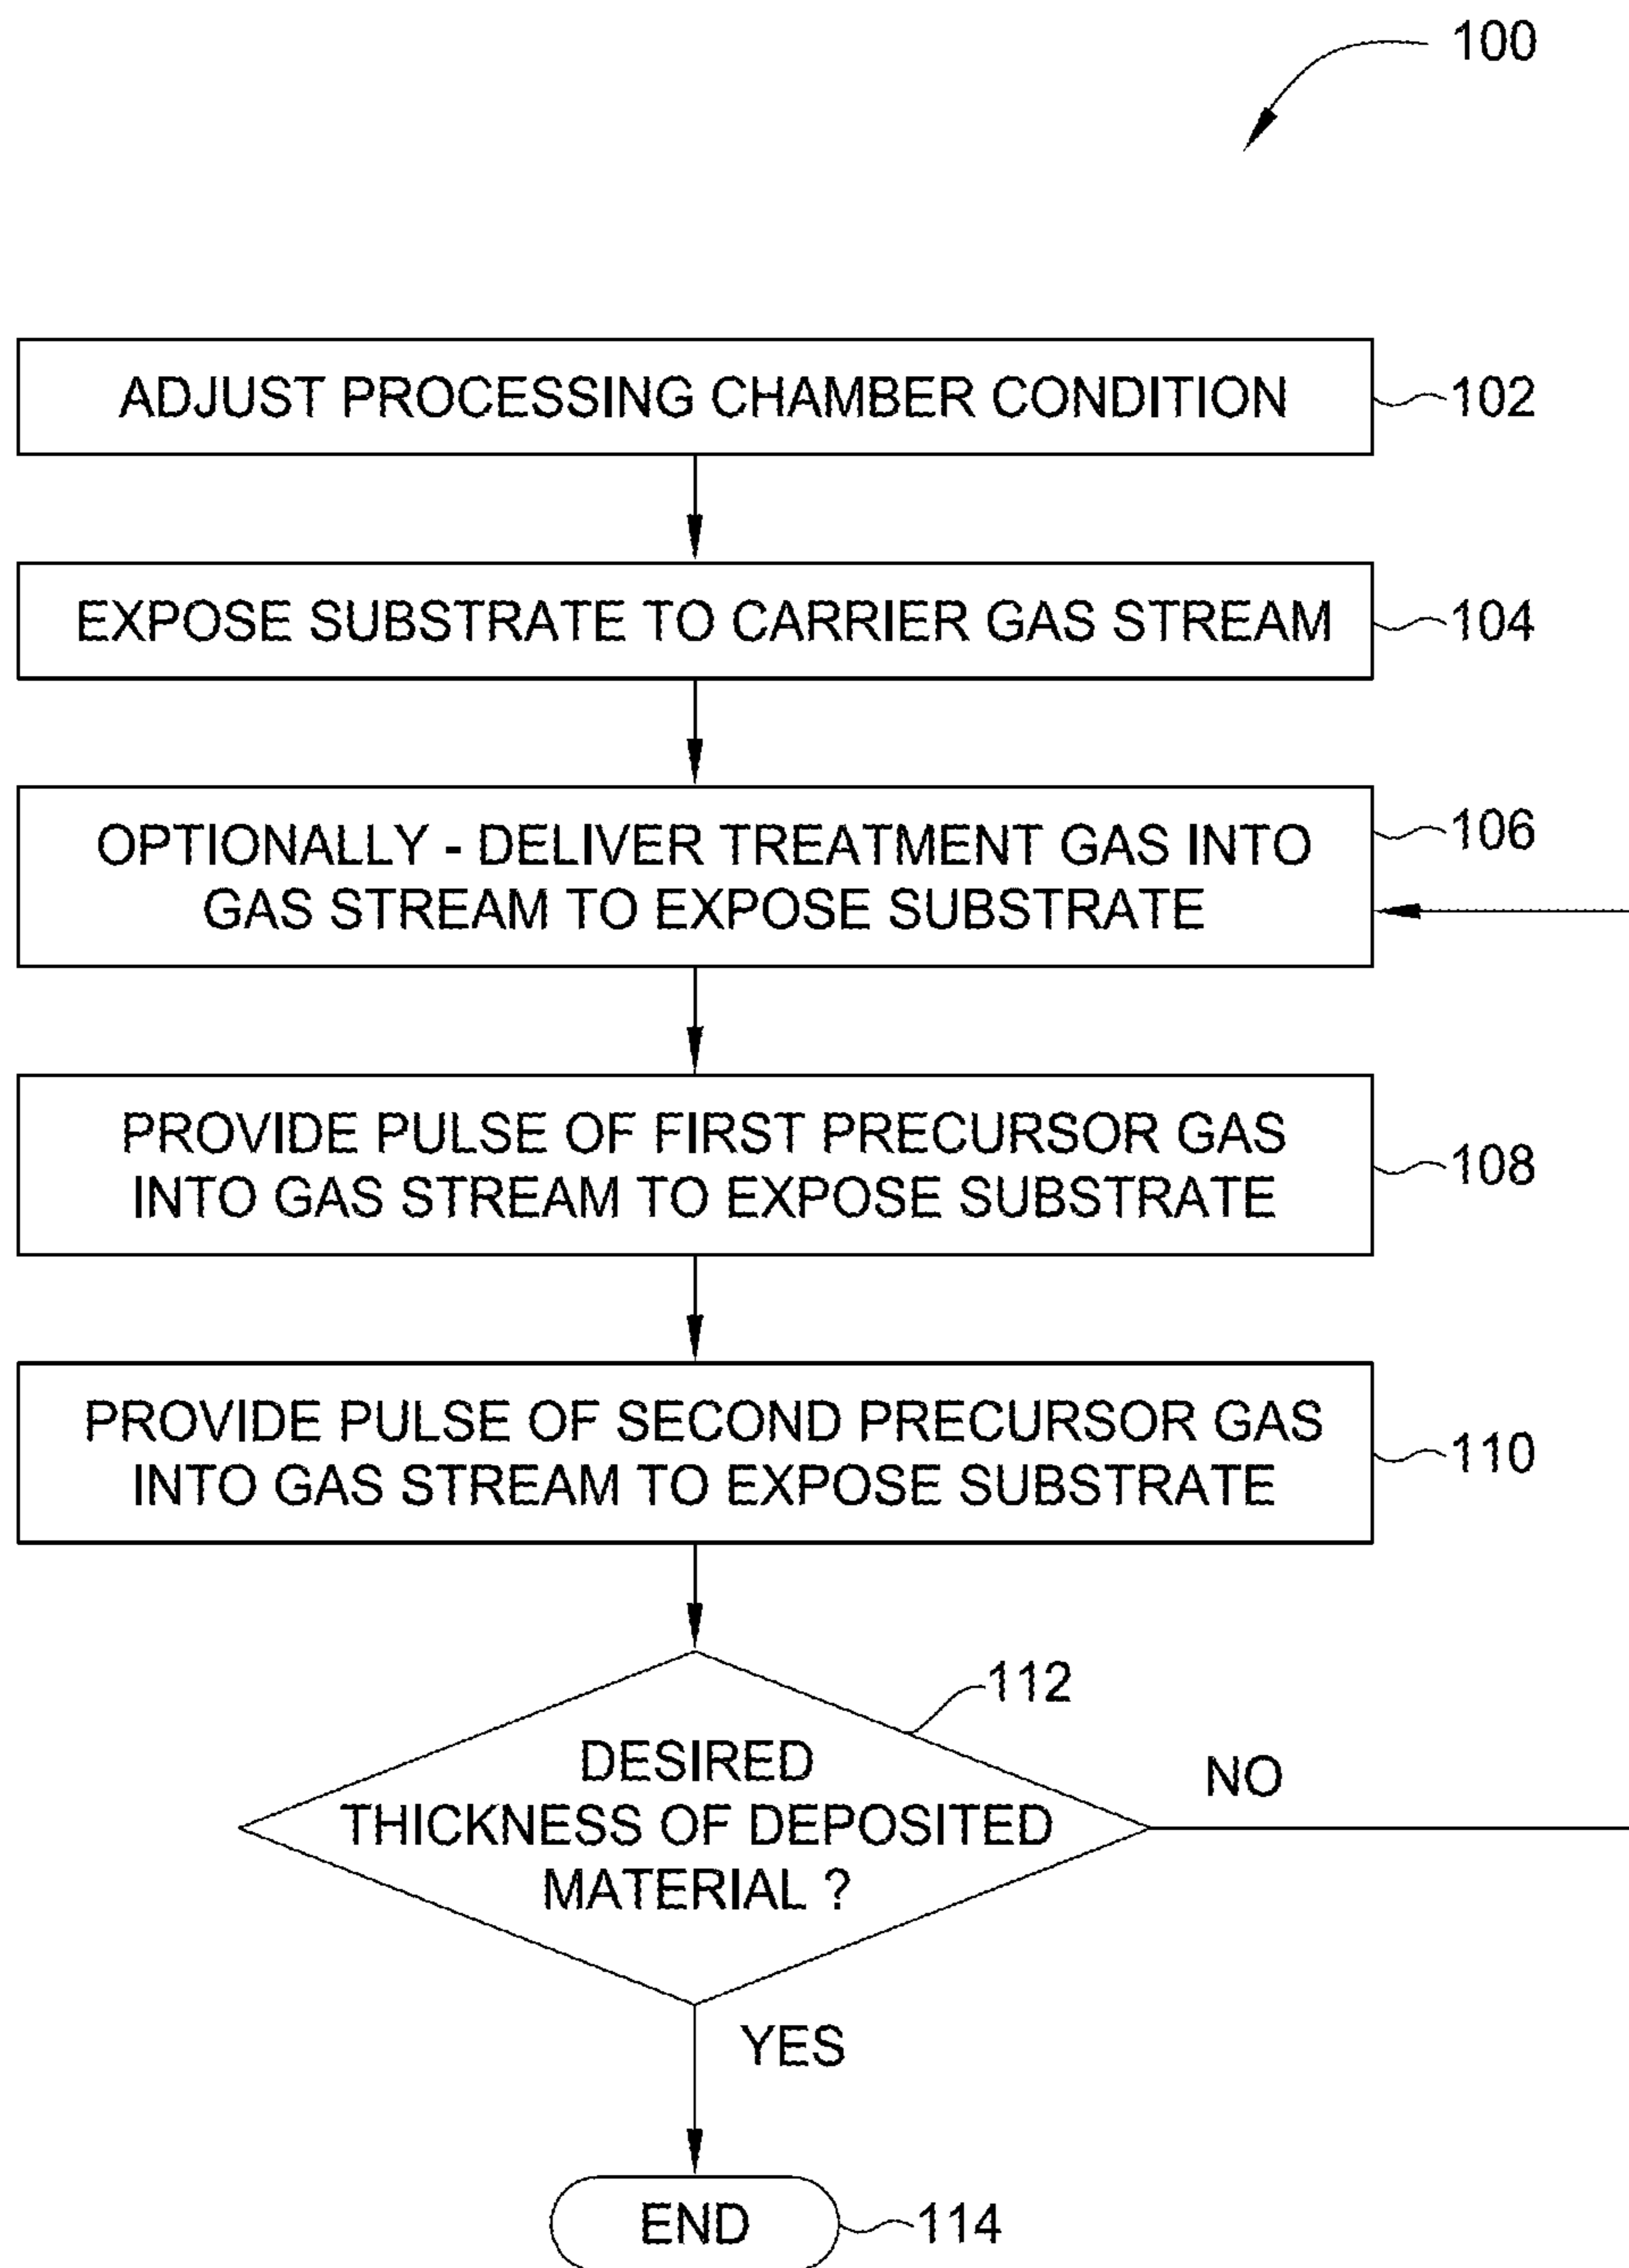 100
ADJUST PROCESSING CHAMBER CONDITION
102
EXPOSE SUBSTRATE TO CARRIER GAS STREAM
104
OPTIONALLY - DELIVER TREATMENT GAS INTO
GAS STREAM TO EXPOSE SUBSTRATE
106
PROVIDE PULSE OF FIRST PRECURSOR GAS
INTO GAS STREAM TO EXPOSE SUBSTRATE
108
PROVIDE PULSE OF SECOND PRECURSOR GAS
INTO GAS STREAM TO EXPOSE SUBSTRATE
110
112
DESIRED
THICKNESS OF DEPOSITED
MATERIAL ?
NO
YES
END
114